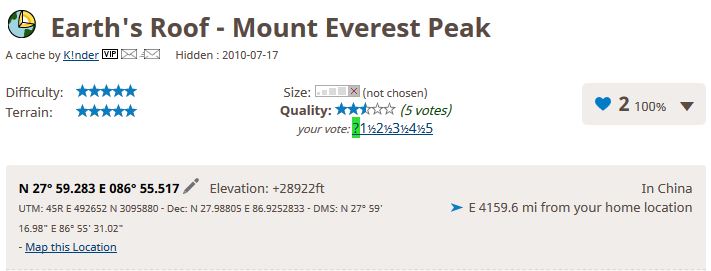 Earth's Roof - Mount Everest Peak
A cache by K!nder VIP Hidden : 2010-07-17
Difficulty:
Size: (not chosen)
Terrain:
Quality: (5 votes)
2 100%
your vote: ?1½2½3½4½5
N 27° 59.283 E 086° 55.517 Elevation: +28922ft
In China
UTM: 45R E 492652 N 3095880 - Dec: N 27.98805 E 86.9252833 - DMS: N 27° 59'
E 4159.6 mi from your home location
16.98" E 86° 55' 31.02"
- Map this Location